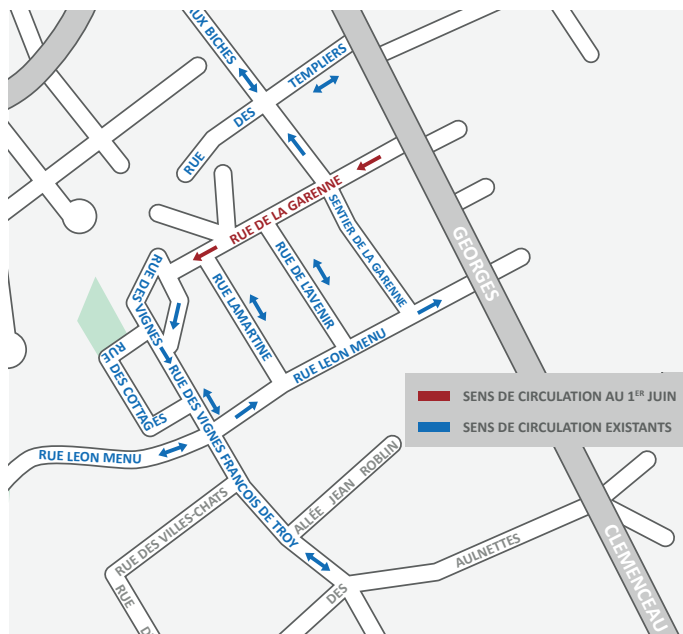 AUX BICHES
RUE DES TEMPLIERS
RUE DE LA GARENNE
SENTIER DE LA GARENNE
GEORGES
RUE DES VIGNES
RUE LAMARTINE
RUE DE L'AVENIR
RUE DES COTTAGES
RUE DES VIGNES FRANCOIS DE TROY
RUE LEON MENU
SENS DE CIRCULATION AU 1ER JUIN
SENS DE CIRCULATION EXISTANTS
RUE LEON MENU
ALLÉE JEAN ROBLIN
RUE DES VILLES-CHATS
AULNETTES
DES
RUE D
CLEMENCEAU